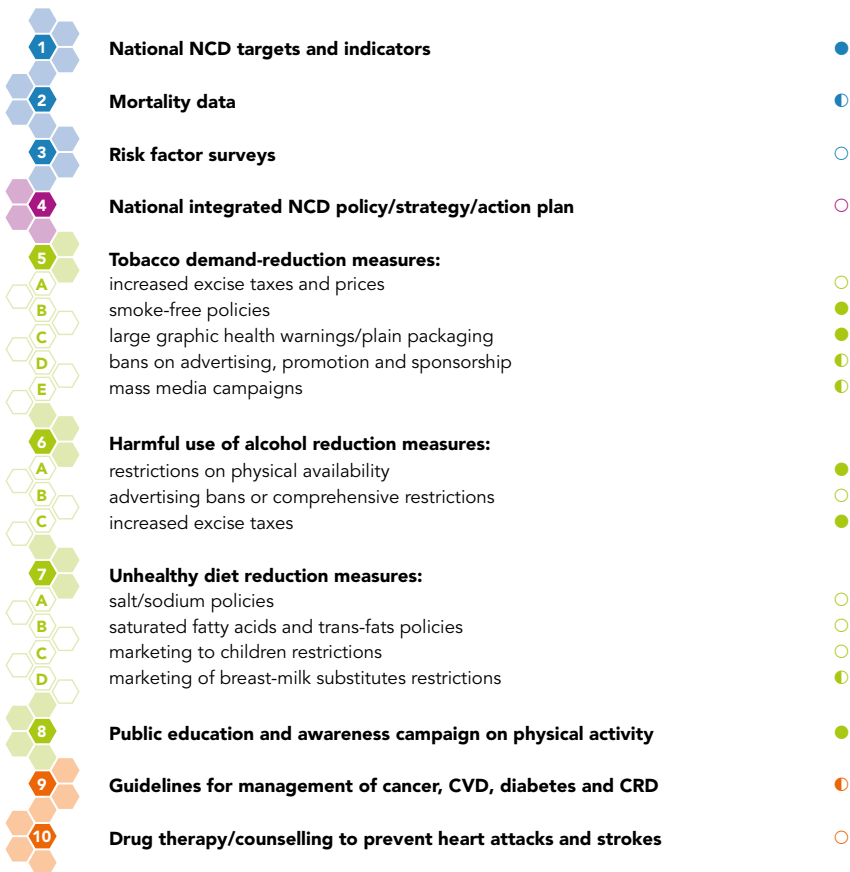 1 National NCD targets and indicators
2 Mortality data
3 Risk factor surveys
4 National integrated NCD policy/strategy/action plan
5 Tobacco demand-reduction measures:
A increased excise taxes and prices
B smoke-free policies
C large graphic health warnings/plain packaging
D bans on advertising, promotion and sponsorship
E mass media campaigns
6 Harmful use of alcohol reduction measures:
A restrictions on physical availability
B advertising bans or comprehensive restrictions
C increased excise taxes
7 Unhealthy diet reduction measures:
A salt/sodium policies
B saturated fatty acids and trans-fats policies
C marketing to children restrictions
D marketing of breast-milk substitutes restrictions
8 Public education and awareness campaign on physical activity
9 Guidelines for management of cancer, CVD, diabetes and CRD
10 Drug therapy/counselling to prevent heart attacks and strokes